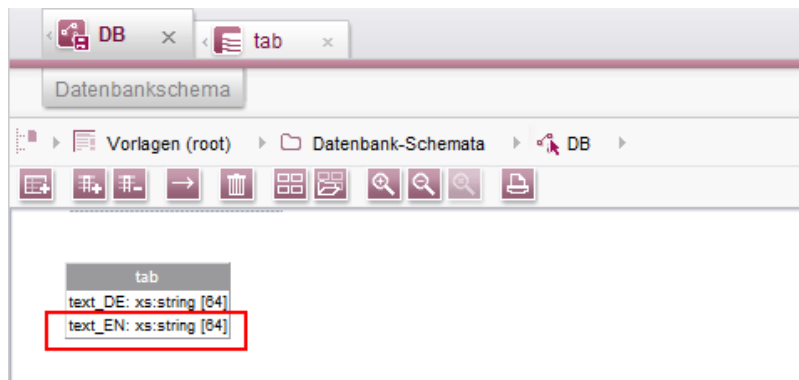 DB
tab
Datenbankschema
Vorlagen (root) Datenbank-Schemata DB
tab
text_DE: xs:string [64]
text_EN: xs:string [64]